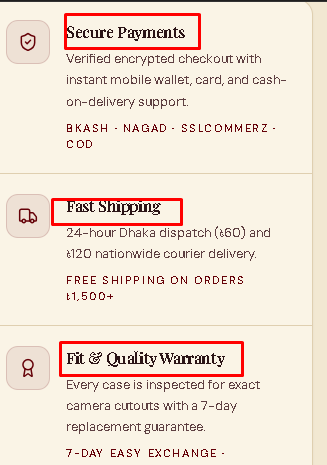 Secure Payments
Verified encrypted checkout with
instant mobile wallet, card, and cash-
on-delivery support.
BKASH · NAGAD · SSLCOMMERZ ·
COD
Fast Shipping
24-hour Dhaka dispatch (৳60) and
৳120 nationwide courier delivery.
FREE SHIPPING ON ORDERS
৳1,500+
Fit & Quality Warranty
Every case is inspected for exact
camera cutouts with a 7-day
replacement guarantee.
7-DAY EASY EXCHANGE ·